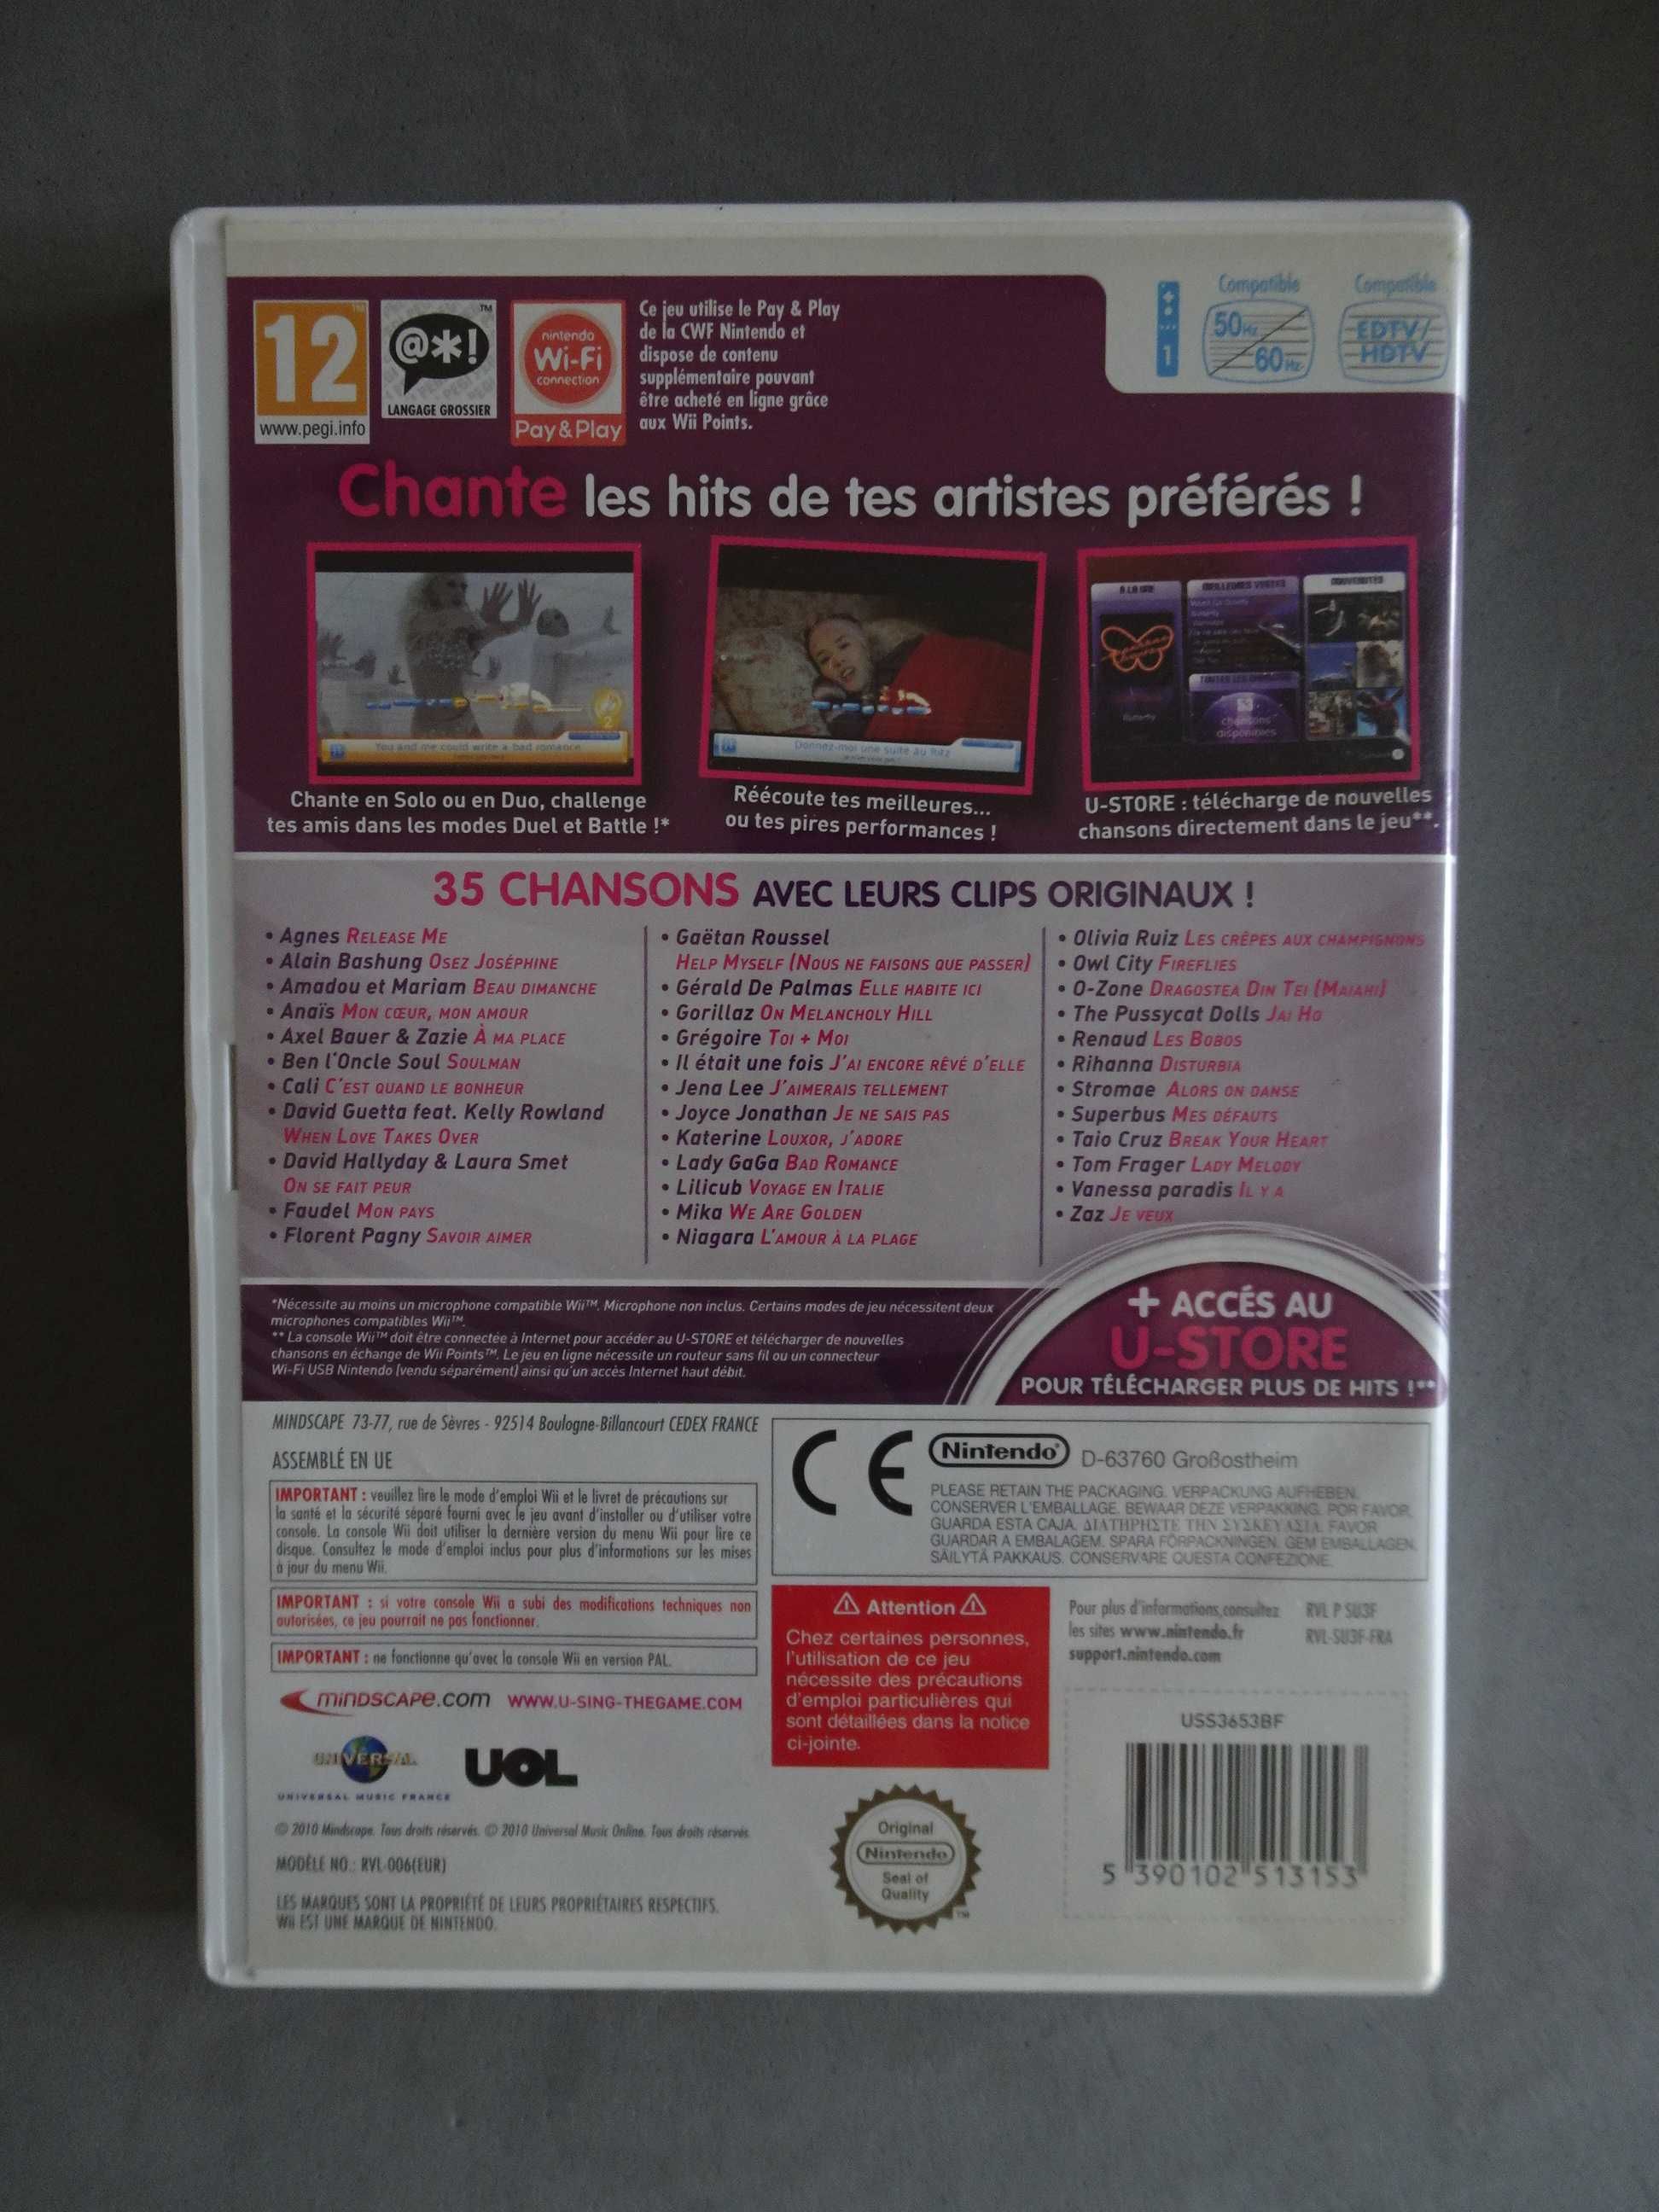 12
www.pegi.info
@*!
LANGAGE GROSSIER
nintendo
Wi-Fi
connection
Pay & Play
Ce jeu utilise le Pay & Play
de la CWF Nintendo et
dispose de contenu
supplémentaire pouvant
être acheté en ligne grâce
aux Wii Points.
1
Compatible
50Hz
60Hz
Compatible
EDTV/
HDTV
Chante les hits de tes artistes préférés !
You and me could write a bad romance
Donnez-moi une suite au Ritz
A LA UNE
MEILLEURES VENTES
NOUVEAUTÉS
chansons
disponibles
Chante en Solo ou en Duo, challenge
tes amis dans les modes Duel et Battle !*
Réécoute tes meilleures...
ou tes pires performances !
U-STORE : télécharge de nouvelles
chansons directement dans le jeu**.
35 CHANSONS AVEC LEURS CLIPS ORIGINAUX !
• Agnes RELEASE ME
• Alain Bashung OSEZ JOSÉPHINE
• Amadou et Mariam BEAU DIMANCHE
• Anaïs MON CŒUR, MON AMOUR
• Axel Bauer & Zazie À MA PLACE
• Ben l'Oncle Soul SOULMAN
• Cali C'EST QUAND LE BONHEUR
• David Guetta feat. Kelly Rowland
WHEN LOVE TAKES OVER
• David Hallyday & Laura Smet
ON SE FAIT PEUR
• Faudel MON PAYS
• Florent Pagny SAVOIR AIMER
• Gaëtan Roussel
HELP MYSELF (NOUS NE FAISONS QUE PASSER)
• Gérald De Palmas ELLE HABITE ICI
• Gorillaz ON MELANCHOLY HILL
• Grégoire TOI + MOI
• Il était une fois J'AI ENCORE RÊVÉ D'ELLE
• Jena Lee J'AIMERAIS TELLEMENT
• Joyce Jonathan JE NE SAIS PAS
• Katerine LOUXOR, J'ADORE
• Lady GaGa BAD ROMANCE
• Lilicub VOYAGE EN ITALIE
• Mika WE ARE GOLDEN
• Niagara L'AMOUR À LA PLAGE
• Olivia Ruiz LES CRÊPES AUX CHAMPIGNONS
• Owl City FIREFLIES
• O-Zone DRAGOSTEA DIN TEI (MAIAHI)
• The Pussycat Dolls JAI HO
• Renaud LES BOBOS
• Rihanna DISTURBIA
• Stromae ALORS ON DANSE
• Superbus MES DÉFAUTS
• Taio Cruz BREAK YOUR HEART
• Tom Frager LADY MELODY
• Vanessa paradis IL Y A
• Zaz JE VEUX
*Nécessite au moins un microphone compatible Wii™. Microphone non inclus. Certains modes de jeu nécessitent deux
microphones compatibles Wii™.
** La console Wii™ doit être connectée à Internet pour accéder au U-STORE et télécharger de nouvelles
chansons en échange de Wii Points™. Le jeu en ligne nécessite un routeur sans fil ou un connecteur
Wi-Fi USB Nintendo (vendu séparément) ainsi qu'un accès Internet haut débit.
+ ACCÉS AU
U-STORE
POUR TÉLÉCHARGER PLUS DE HITS !**
MINDSCAPE 73-77, rue de Sèvres - 92514 Boulogne-Billancourt CEDEX FRANCE
ASSEMBLÉ EN UE
IMPORTANT : veuillez lire le mode d'emploi Wii et le livret de précautions sur
la santé et la sécurité séparé fourni avec le jeu avant d'installer ou d'utiliser votre
console. La console Wii doit utiliser la dernière version du menu Wii pour lire ce
disque. Consultez le mode d'emploi inclus pour plus d'informations sur les mises
à jour du menu Wii.
IMPORTANT : si votre console Wii a subi des modifications techniques non
autorisées, ce jeu pourrait ne pas fonctionner.
IMPORTANT : ne fonctionne qu'avec la console Wii en version PAL.
mindscape.com WWW.U-SING-THEGAME.COM
UNIVERSAL
UNIVERSAL MUSIC FRANCE
UOL
© 2010 Mindscape. Tous droits réservés. © 2010 Universal Music Online. Tous droits réservés.
MODÈLE NO.: RVL-006(EUR)
LES MARQUES SONT LA PROPRIÉTÉ DE LEURS PROPRIÉTAIRES RESPECTIFS.
Wii EST UNE MARQUE DE NINTENDO.
CE
Nintendo® D-63760 Großostheim
PLEASE RETAIN THE PACKAGING. VERPACKUNG AUFHEBEN.
CONSERVER L'EMBALLAGE. BEWAAR DEZE VERPAKKING. POR FAVOR,
GUARDA ESTA CAJA. ΔΙΑΤΗΡΗΣΤΕ ΤΗΝ ΣΥΣΚΕΥΑΣΙΑ. FAVOR
GUARDAR A EMBALAGEM. SPARA FÖRPACKNINGEN. GEM EMBALLAGEN.
SÄILYTÄ PAKKAUS. CONSERVARE QUESTA CONFEZIONE.
⚠ Attention ⚠
Chez certaines personnes,
l'utilisation de ce jeu
nécessite des précautions
d'emploi particulières qui
sont détaillées dans la notice
ci-jointe.
Pour plus d'informations, consultez
les sites www.nintendo.fr
support.nintendo.com
RVL P SU3F
RVL-SU3F-FRA
Original
Nintendo
Seal of
Quality
USS3653BF
5 390102 513153